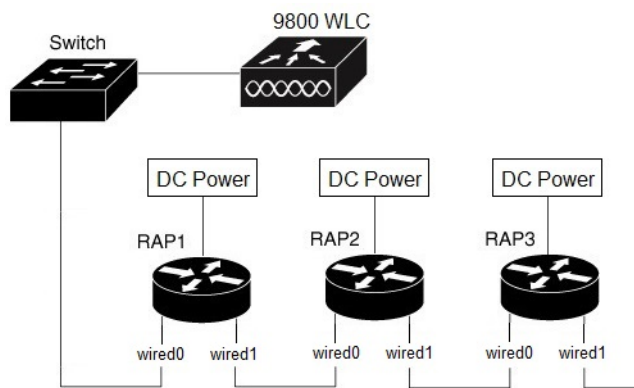 9800 WLC
Switch
DC Power
DC Power
DC Power
RAP1
RAP2
RAP3
wired0
wired1
wired0
wired1
wired0
wired1